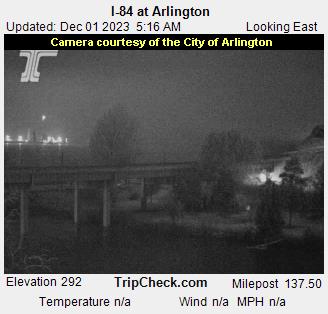 I-84 at Arlington
Updated: Dec 01 2023 5:16 AM Looking East
Camera courtesy of the City of Arlington
Elevation 292 TripCheck.com Milepost 137.50
Temperature n/a Wind n/a MPH n/a